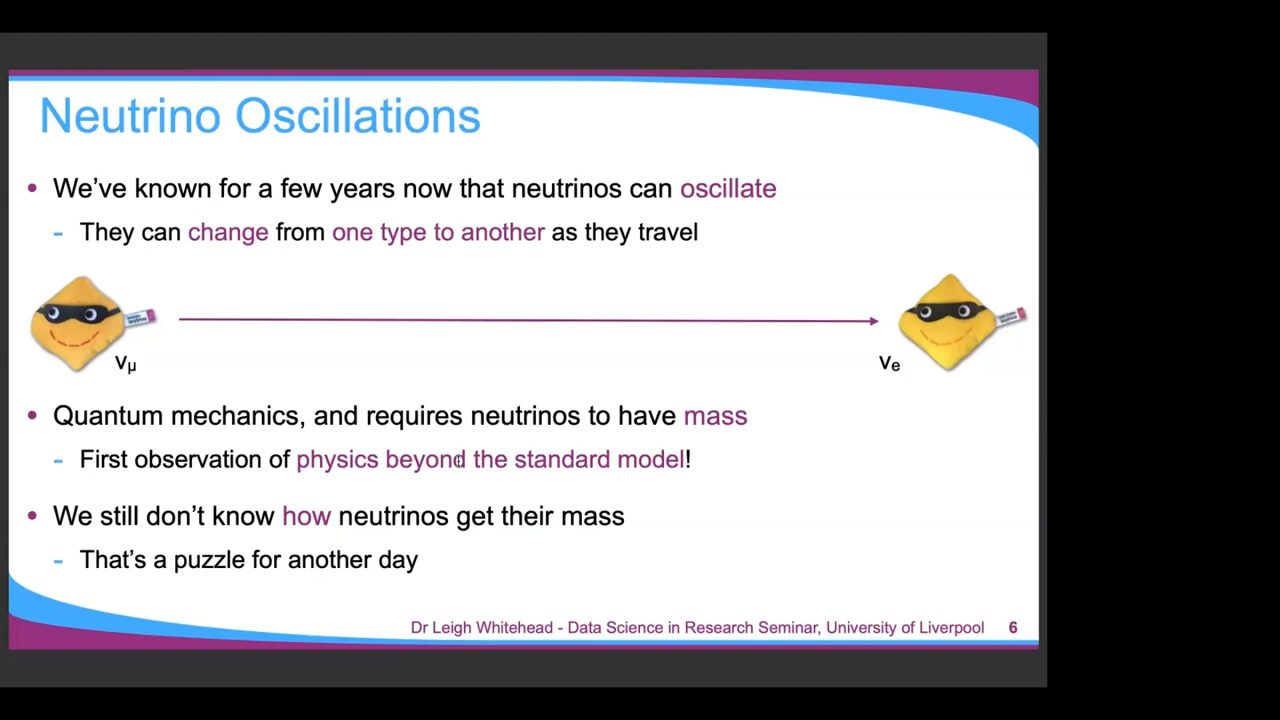 Neutrino Oscillations
• We’ve known for a few years now that neutrinos can oscillate
- They can change from one type to another as they travel
νμ
νe
• Quantum mechanics, and requires neutrinos to have mass
- First observation of physics beyond the standard model!
• We still don’t know how neutrinos get their mass
- That’s a puzzle for another day
Dr Leigh Whitehead - Data Science in Research Seminar, University of Liverpool 6